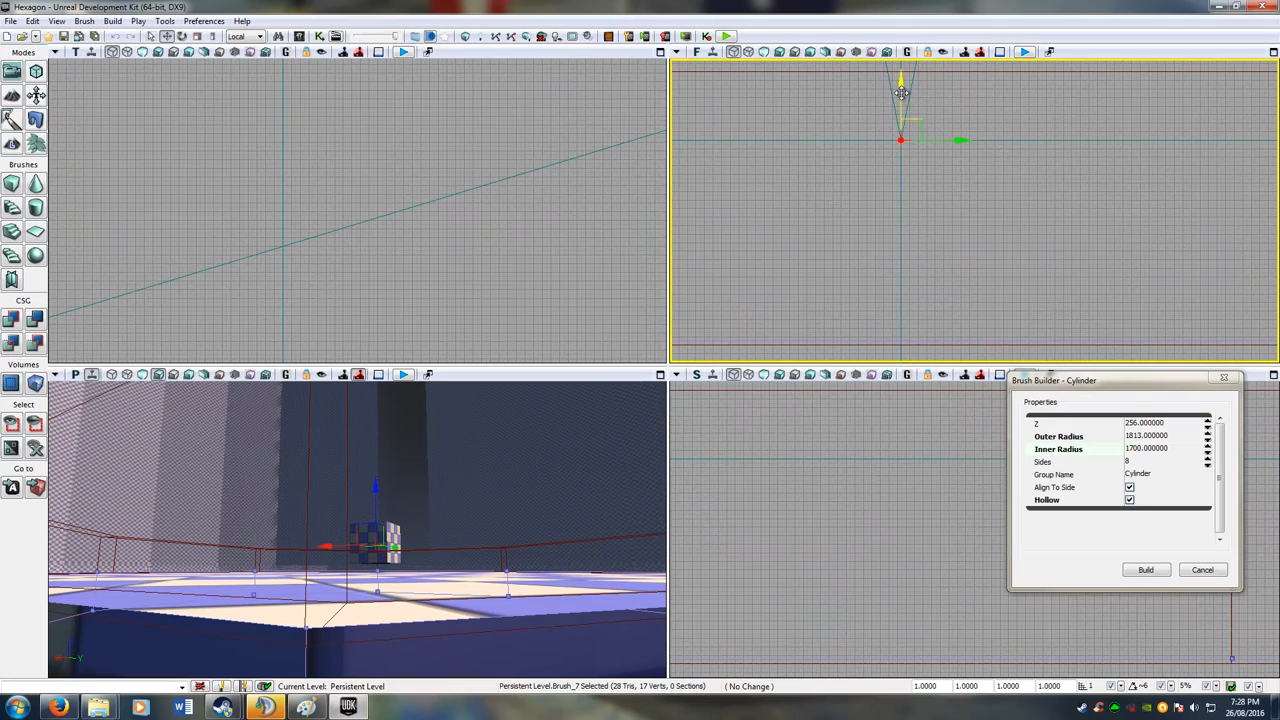 Hexagon - Unreal Development Kit (64-bit, DX9)
File Edit View Brush Build Play Tools Preferences Help
Local
Modes
Brushes
CSG
Volumes
Select
Go to
T G
F G
P G
S
Brush Builder - Cylinder
Properties
Z 256.000000
Outer Radius 1813.000000
Inner Radius 1700.000000
Sides 8
Group Name Cylinder
Align To Side
Hollow
Build Cancel
Y
Current Level: Persistent Level Persistent Level.Brush_7 Selected (28 Tris, 17 Verts, 0 Sections) ( No Change ) 1.0000 1.0000 1.0000 1.0000 1 ~6 5%
UDK
7:28 PM
26/08/2016